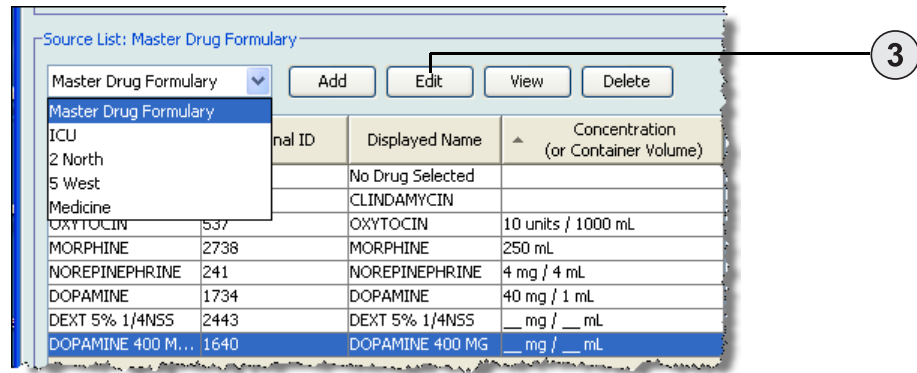 Source List: Master Drug Formulary
Master Drug Formulary Add Edit View Delete 3
Master Drug Formulary
ICU
2 North
5 West
Medicine
nal ID Displayed Name Concentration
(or Container Volume)
No Drug Selected
CLINDAMYCIN
OXYTOCIN 537 OXYTOCIN 10 units / 1000 mL
MORPHINE 2738 MORPHINE 250 mL
NOREPINEPHRINE 241 NOREPINEPHRINE 4 mg / 4 mL
DOPAMINE 1734 DOPAMINE 40 mg / 1 mL
DEXT 5% 1/4NSS 2443 DEXT 5% 1/4NSS __ mg / __ mL
DOPAMINE 400 M... 1640 DOPAMINE 400 MG __ mg / __ mL